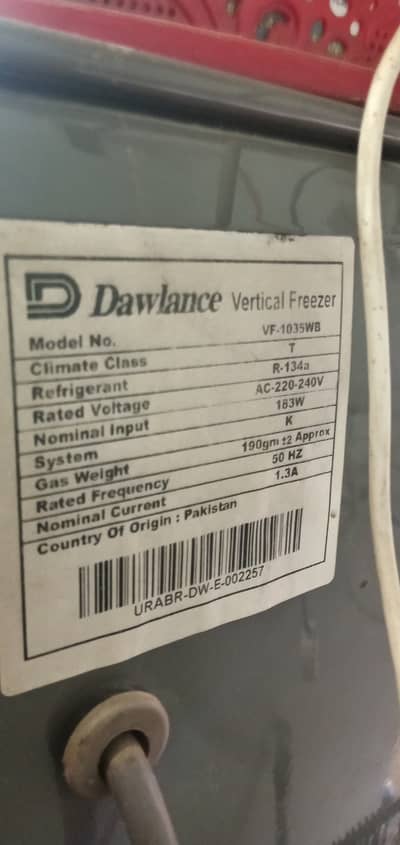 Dawlance Vertical Freezer
Model No. VF-1035WB
Climate Class T
Refrigerant R-134a
Rated Voltage AC-220-240V
Nominal Input 183W
System K
Gas Weight 190gm ±2 Approx
Rated Frequency 50 HZ
Nominal Current 1.3A
Country Of Origin : Pakistan
URABR-DW-E-002257